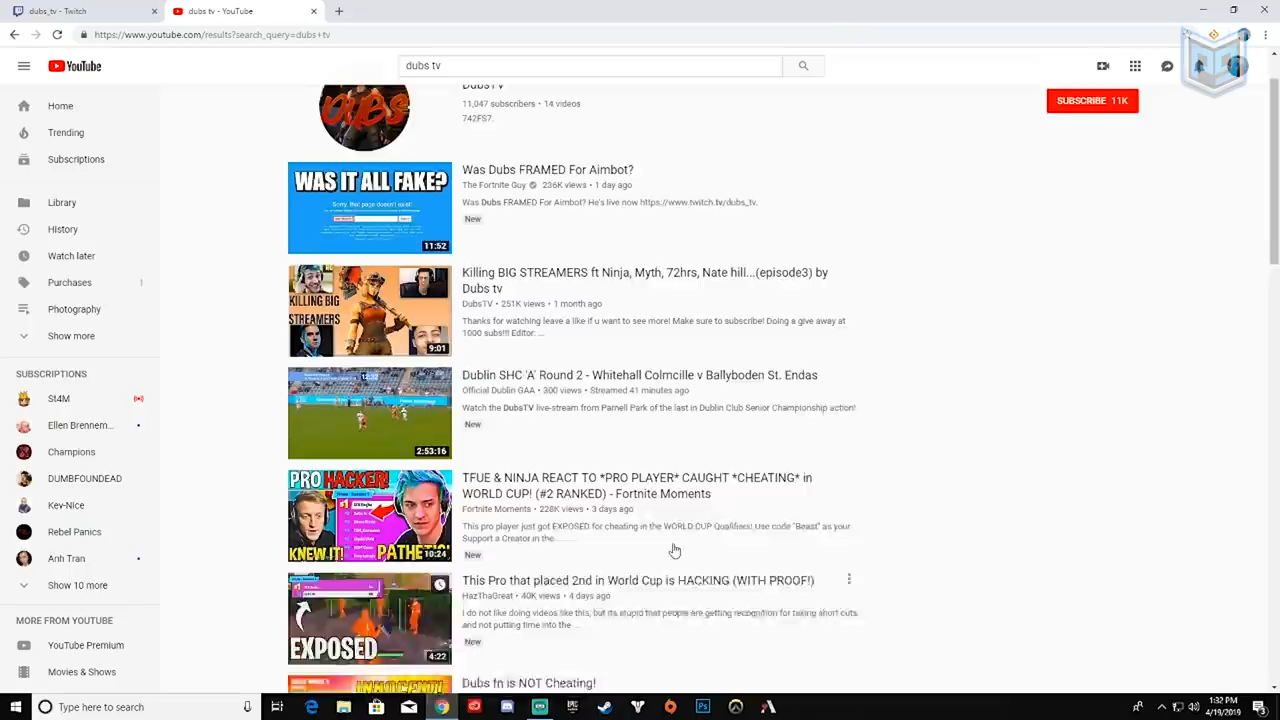 dubs_tv - Twitch
dubs tv - YouTube
https://www.youtube.com/results?search_query=dubs+tv
YouTube
dubs tv
DubsTV
11,047 subscribers • 14 videos
742FS7.
SUBSCRIBE 11K
DUBS
Home
Trending
Subscriptions
Library
History
Watch later
Purchases 1
Photography
Show more
SUBSCRIPTIONS
St4M
Ellen Brennem...
Champions
DUMBFOUNDEAD
Kev-Nice
Rebel Panics
Anh Tran
Show 10 more
MORE FROM YOUTUBE
YouTube Premium
Movies & Shows
WAS IT ALL FAKE?
Sorry, that page doesn't exist!
11:52
Was Dubs FRAMED For Aimbot?
The Fortnite Guy 236K views • 1 day ago
Was Dubs FRAMED For Aimbot? He's live now https://www.twitch.tv/dubs_tv.
New
KILLING BIG
STREAMERS
9:01
Killing BIG STREAMERS ft Ninja, Myth, 72hrs, Nate hill...(episode3) by
Dubs tv
DubsTV • 251K views • 1 month ago
Thanks for watching leave a like if u want to see more! Make sure to subscribe! Doing a give away at
1000 subs!!! Editor: ...
2:53:16
Dublin SHC 'A' Round 2 - Whitehall Colmcille v Ballyboden St. Endas
Official Dublin GAA • 300 views • Streamed 41 minutes ago
Watch the DubsTV live-stream from Parnell Park of the last in Dublin Club Senior Championship action!
New
PRO HACKER!
KNEW IT!
PATHETIC!
10:24
TFUE & NINJA REACT TO *PRO PLAYER* CAUGHT *CHEATING* in
WORLD CUP! (#2 RANKED) - Fortnite Moments
Fortnite Moments • 228K views • 3 days ago
This pro player just got EXPOSED for cheating in the WORLD CUP Qualifiers! Use code "Beast" as your
Support a Creator in the
New
EXPOSED
4:22
This Pro that placed 2nd in World Cup is HACKING (WITH PROOF!)
HazThaGreat • 40K views • 4 days ago
I do not like doing videos like this, but its stupid that people are getting recognition for taking short cuts
and not putting time into the ...
New
INNOCENT!
Dubs fn is NOT Cheating!
Type here to search
1:32 PM
4/19/2019
3